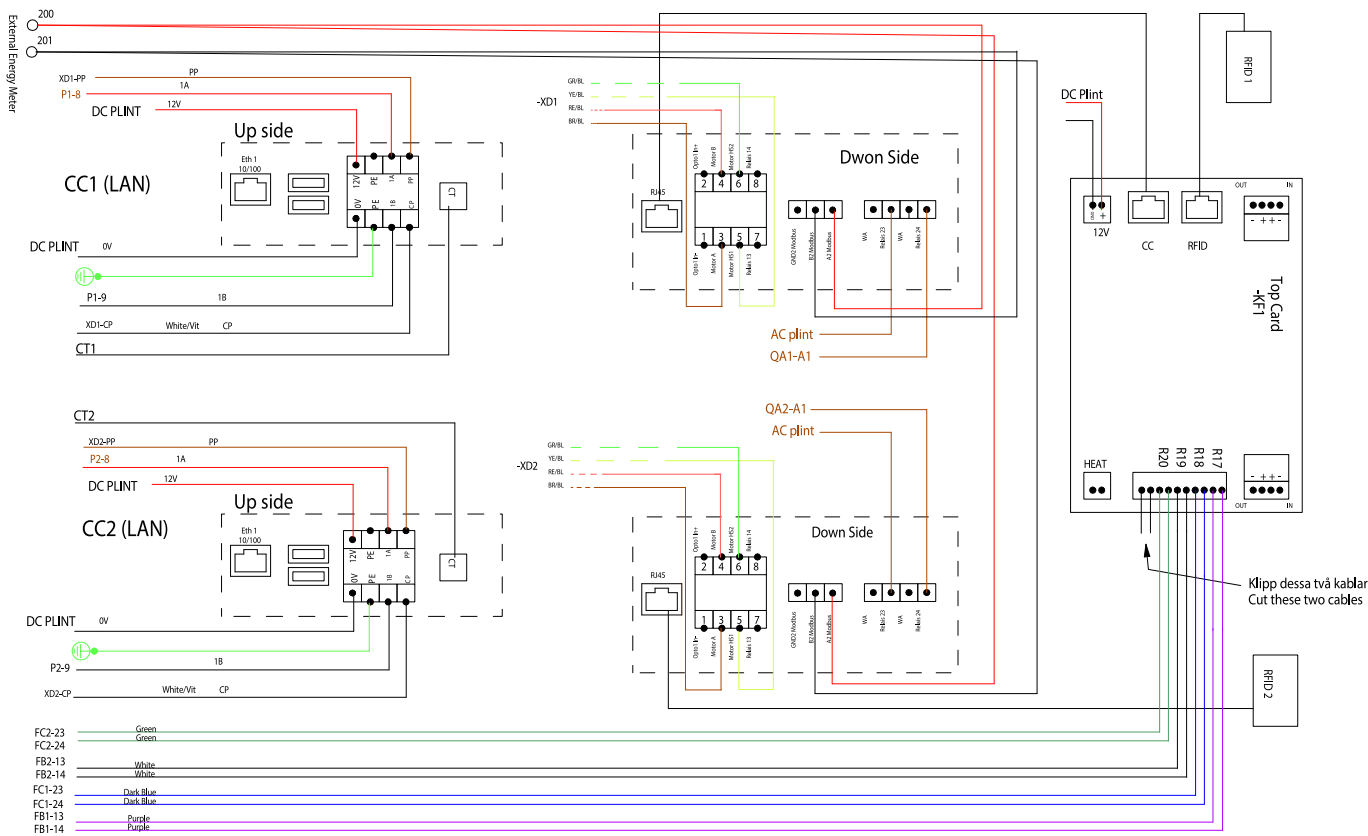 200
201
External Energy Meter
XD1-PP
PP
P1-8
1A
DC PLINT
12V
Up side
Eth 1
10/100
CC1 (LAN)
12V
PE
1A
PP
0V
PE
1B
CP
CT
DC PLINT
0V
P1-9
1B
XD1-CP
White/Vit
CP
CT1
-XD1
GR/BL
YE/BL
RE/BL
BR/BL
Dwon Side
RJ45
Opto1 In+
Motor B
Motor HS2
Relais 14
2
4
6
8
1
3
5
7
Opto1 In-
Motor A
Motor HS1
Relais 13
GND2 Modbus
B2 Modbus
A2 Modbus
WA
Relais 23
WA
Relais 24
AC plint
QA1-A1
RFID 1
DC Plint
GND
+
12V
CC
RFID
OUT
IN
- + + -
Top Card
-KF1
HEAT
R20
R19
R18
R17
- + + -
OUT
IN
Klipp dessa två kablar
Cut these two cables
CT2
XD2-PP
PP
P2-8
1A
DC PLINT
12V
Up side
Eth 1
10/100
CC2 (LAN)
12V
PE
1A
PP
0V
PE
1B
CP
CT
DC PLINT
0V
P2-9
1B
XD2-CP
White/Vit
CP
QA2-A1
AC plint
-XD2
GR/BL
YE/BL
RE/BL
BR/BL
Down Side
RJ45
Opto1 In+
Motor B
Motor HS2
Relais 14
2
4
6
8
1
3
5
7
Opto1 In-
Motor A
Motor HS1
Relais 13
GND2 Modbus
B2 Modbus
A2 Modbus
WA
Relais 23
WA
Relais 24
RFID 2
FC2-23
Green
FC2-24
Green
FB2-13
White
FB2-14
White
FC1-23
Dark Blue
FC1-24
Dark Blue
FB1-13
Purple
FB1-14
Purple